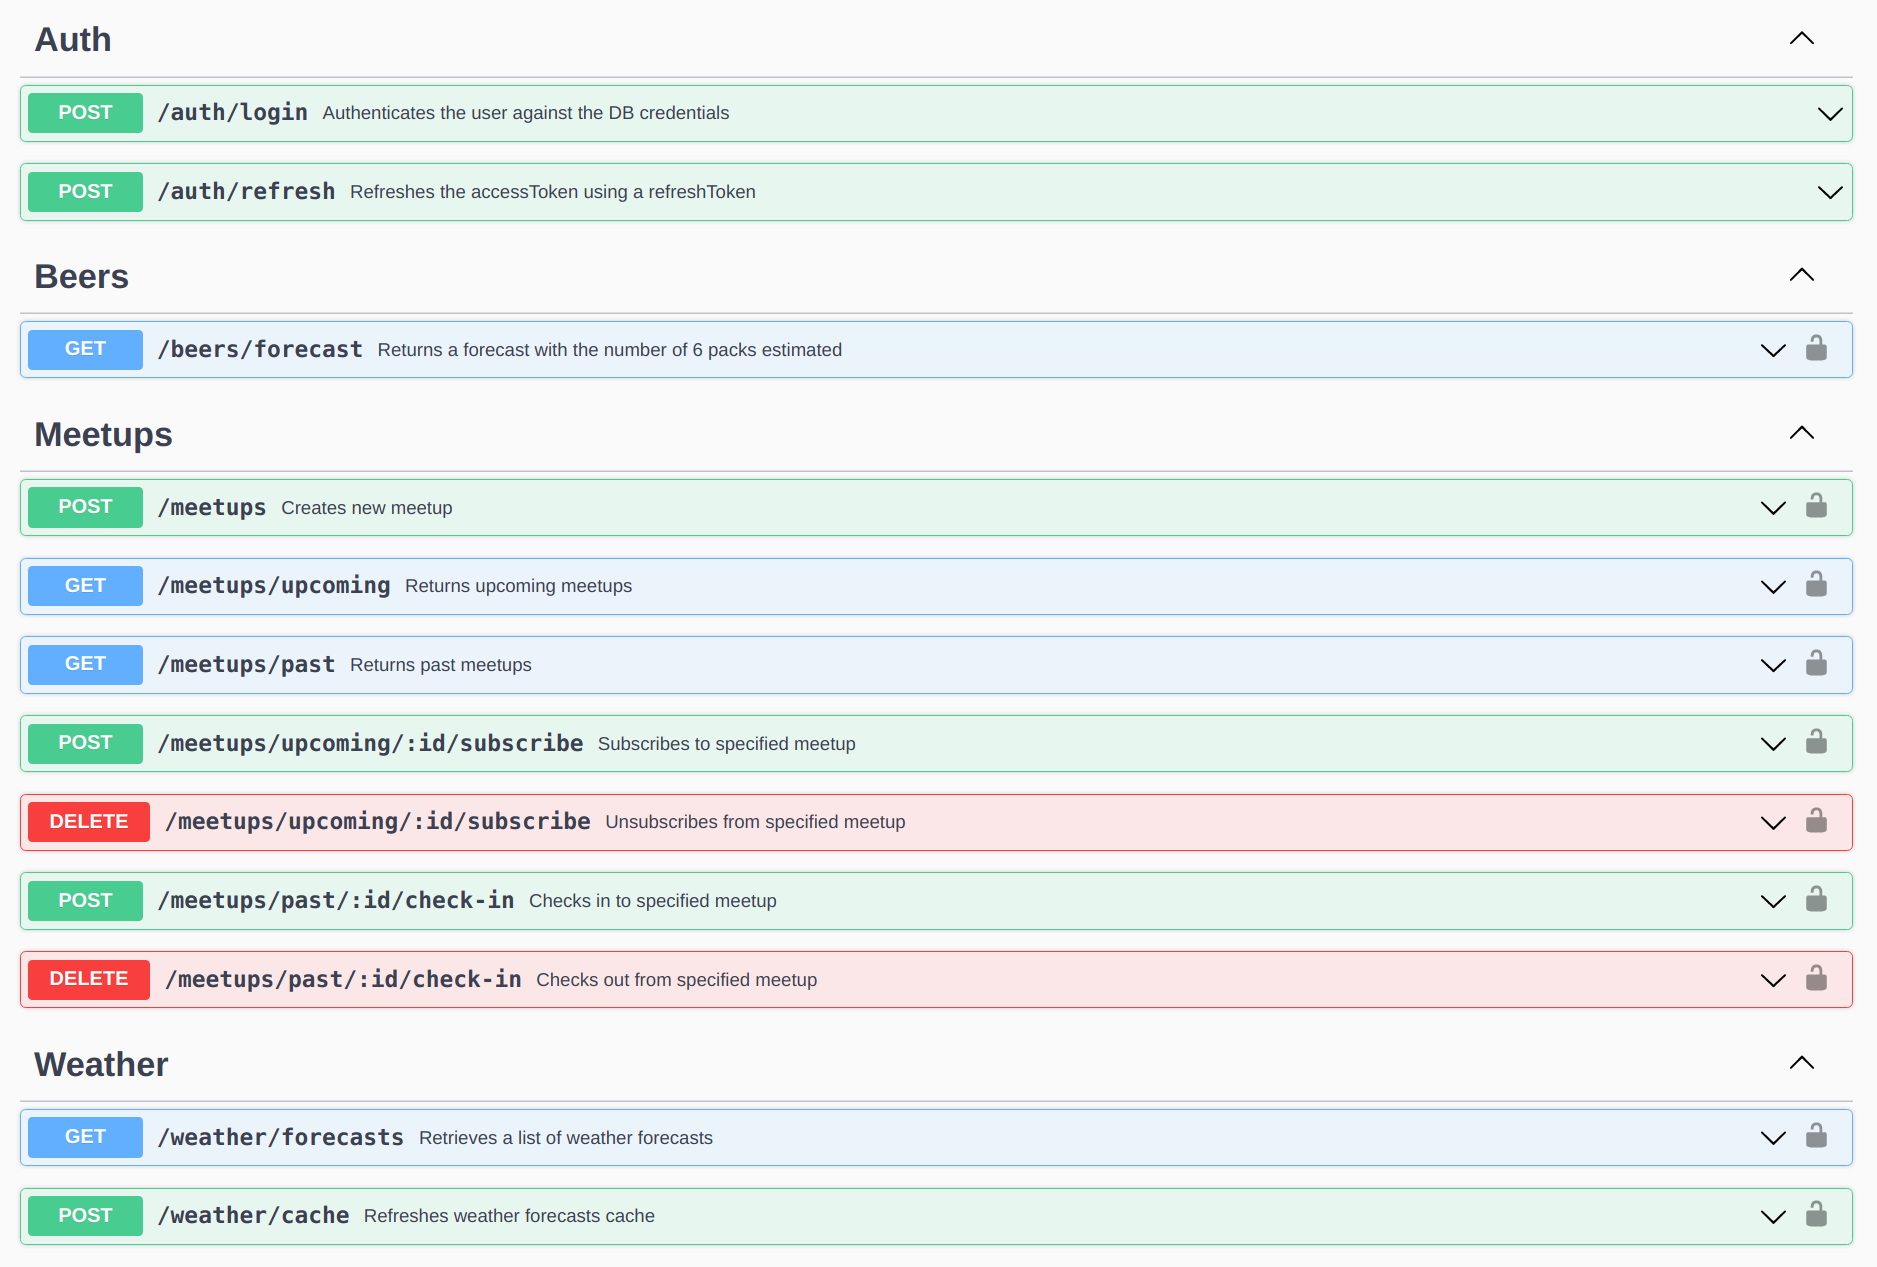 Auth
POST /auth/login Authenticates the user against the DB credentials
POST /auth/refresh Refreshes the accessToken using a refreshToken
Beers
GET /beers/forecast Returns a forecast with the number of 6 packs estimated
Meetups
POST /meetups Creates new meetup
GET /meetups/upcoming Returns upcoming meetups
GET /meetups/past Returns past meetups
POST /meetups/upcoming/:id/subscribe Subscribes to specified meetup
DELETE /meetups/upcoming/:id/subscribe Unsubscribes from specified meetup
POST /meetups/past/:id/check-in Checks in to specified meetup
DELETE /meetups/past/:id/check-in Checks out from specified meetup
Weather
GET /weather/forecasts Retrieves a list of weather forecasts
POST /weather/cache Refreshes weather forecasts cache